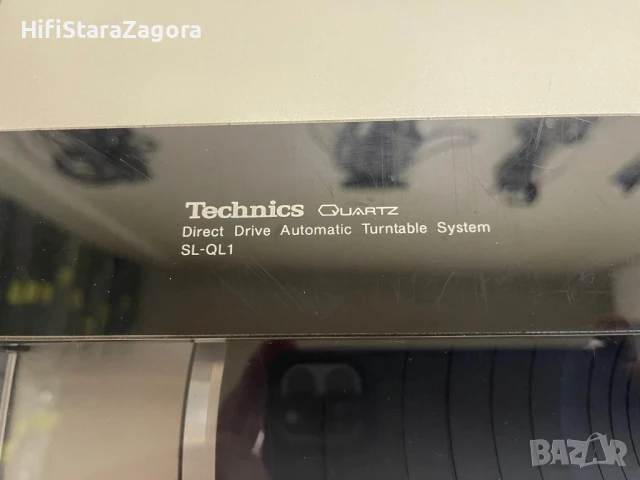 HifiStaraZagora
Technics QUARTZ
Direct Drive Automatic Turntable System
SL-QL1
BAZAR